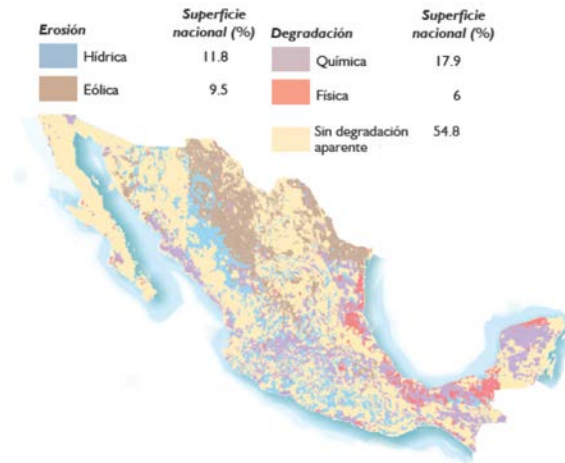 Erosión Superficie nacional (%)
Hídrica 11.8
Eólica 9.5
Degradación Superficie nacional (%)
Química 17.9
Física 6
Sin degradación aparente 54.8